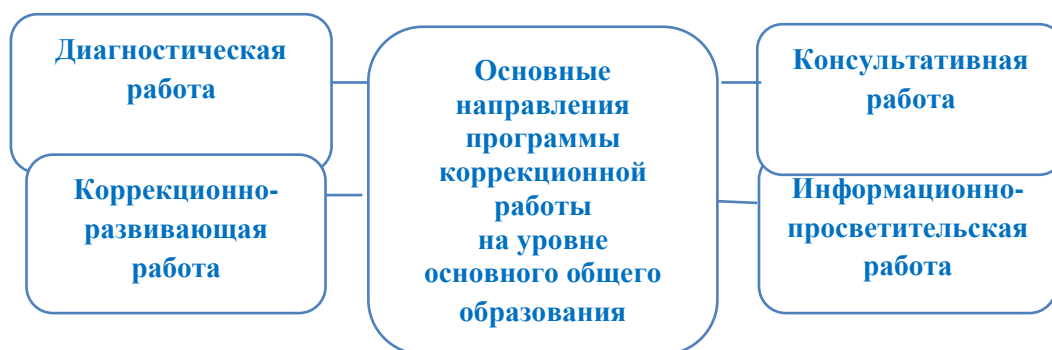 Диагностическая
работа
Коррекционно-
развивающая
работа
Основные
направления
программы
коррекционной
работы
на уровне
основного общего
образования
Консультативная
работа
Информационно-
просветительская
работа